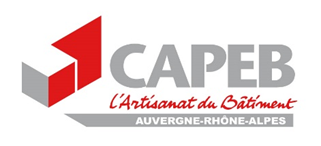 CAPEB
L'Artisanat du Bâtiment
AUVERGNE-RHÔNE-ALPES